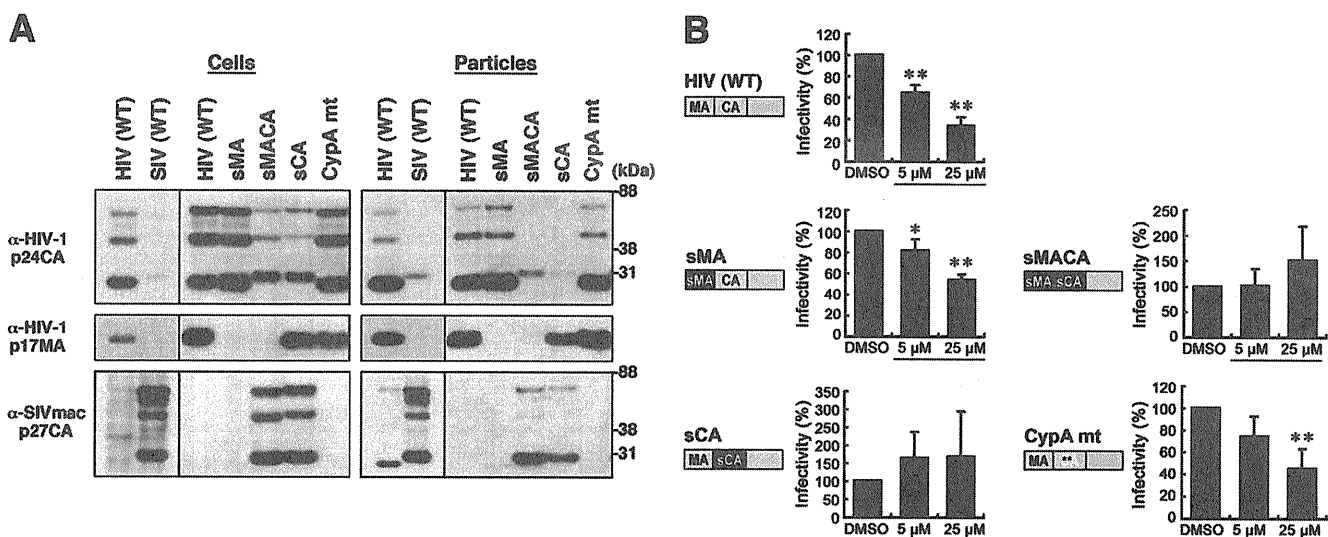 A
Cells
Particles
HIV (WT)
SIV (WT)
HIV (WT)
sMA
sMACA
sCA
CypA mt
HIV (WT)
SIV (WT)
HIV (WT)
sMA
sMACA
sCA
CypA mt
(kDa)
α-HIV-1
p24CA
88
38
31
α-HIV-1
p17MA
α-SIVmac
p27CA
88
38
31
B
HIV (WT)
MA CA
Infectivity (%)
120
100
80
60
40
20
0
** **
DMSO 5 µM 25 µM
sMA
sMA CA
Infectivity (%)
120
100
80
60
40
20
0
* **
DMSO 5 µM 25 µM
sMACA
sMA sCA
Infectivity (%)
250
200
150
100
50
0
DMSO 5 µM 25 µM
sCA
MA sCA
Infectivity (%)
350
300
250
200
150
100
50
0
DMSO 5 µM 25 µM
CypA mt
MA **
Infectivity (%)
120
100
80
60
40
20
0
**
DMSO 5 µM 25 µM